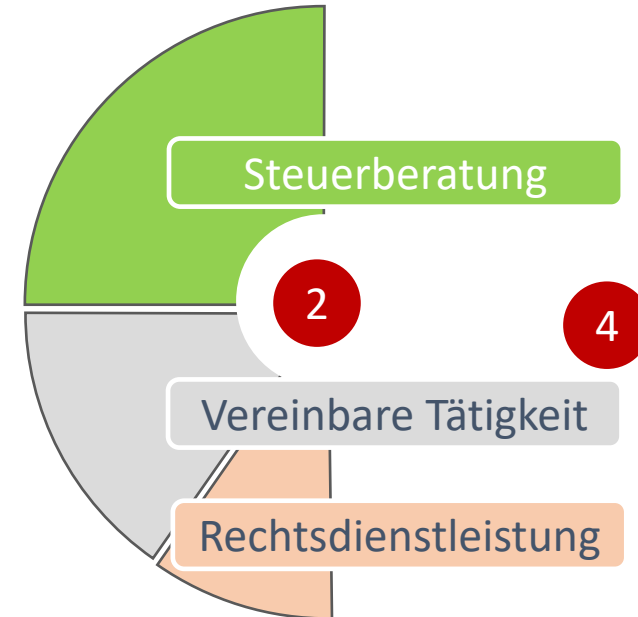 Steuerberatung
2
4
Vereinbare Tätigkeit
Rechtsdienstleistung